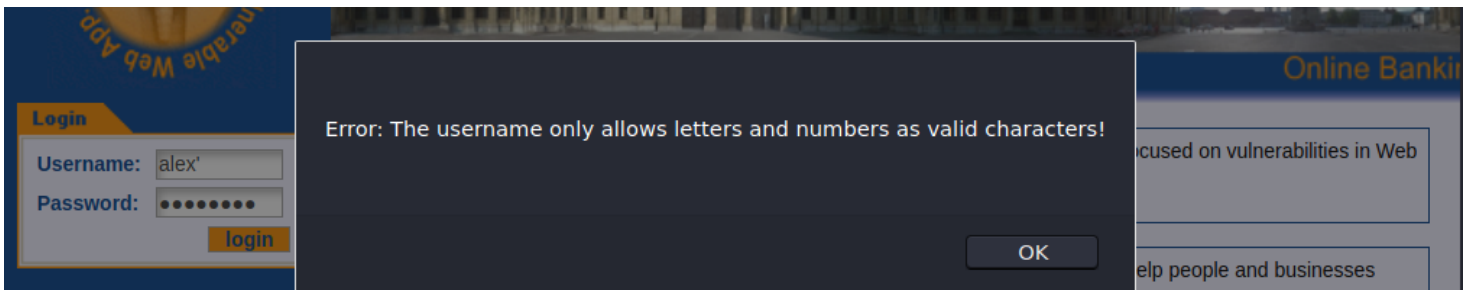 Vulnerable Web App.
Online Banki
Login
Error: The username only allows letters and numbers as valid characters!
Username: alex'
Password: ••••••••
login
OK
ocused on vulnerabilities in Web
elp people and businesses